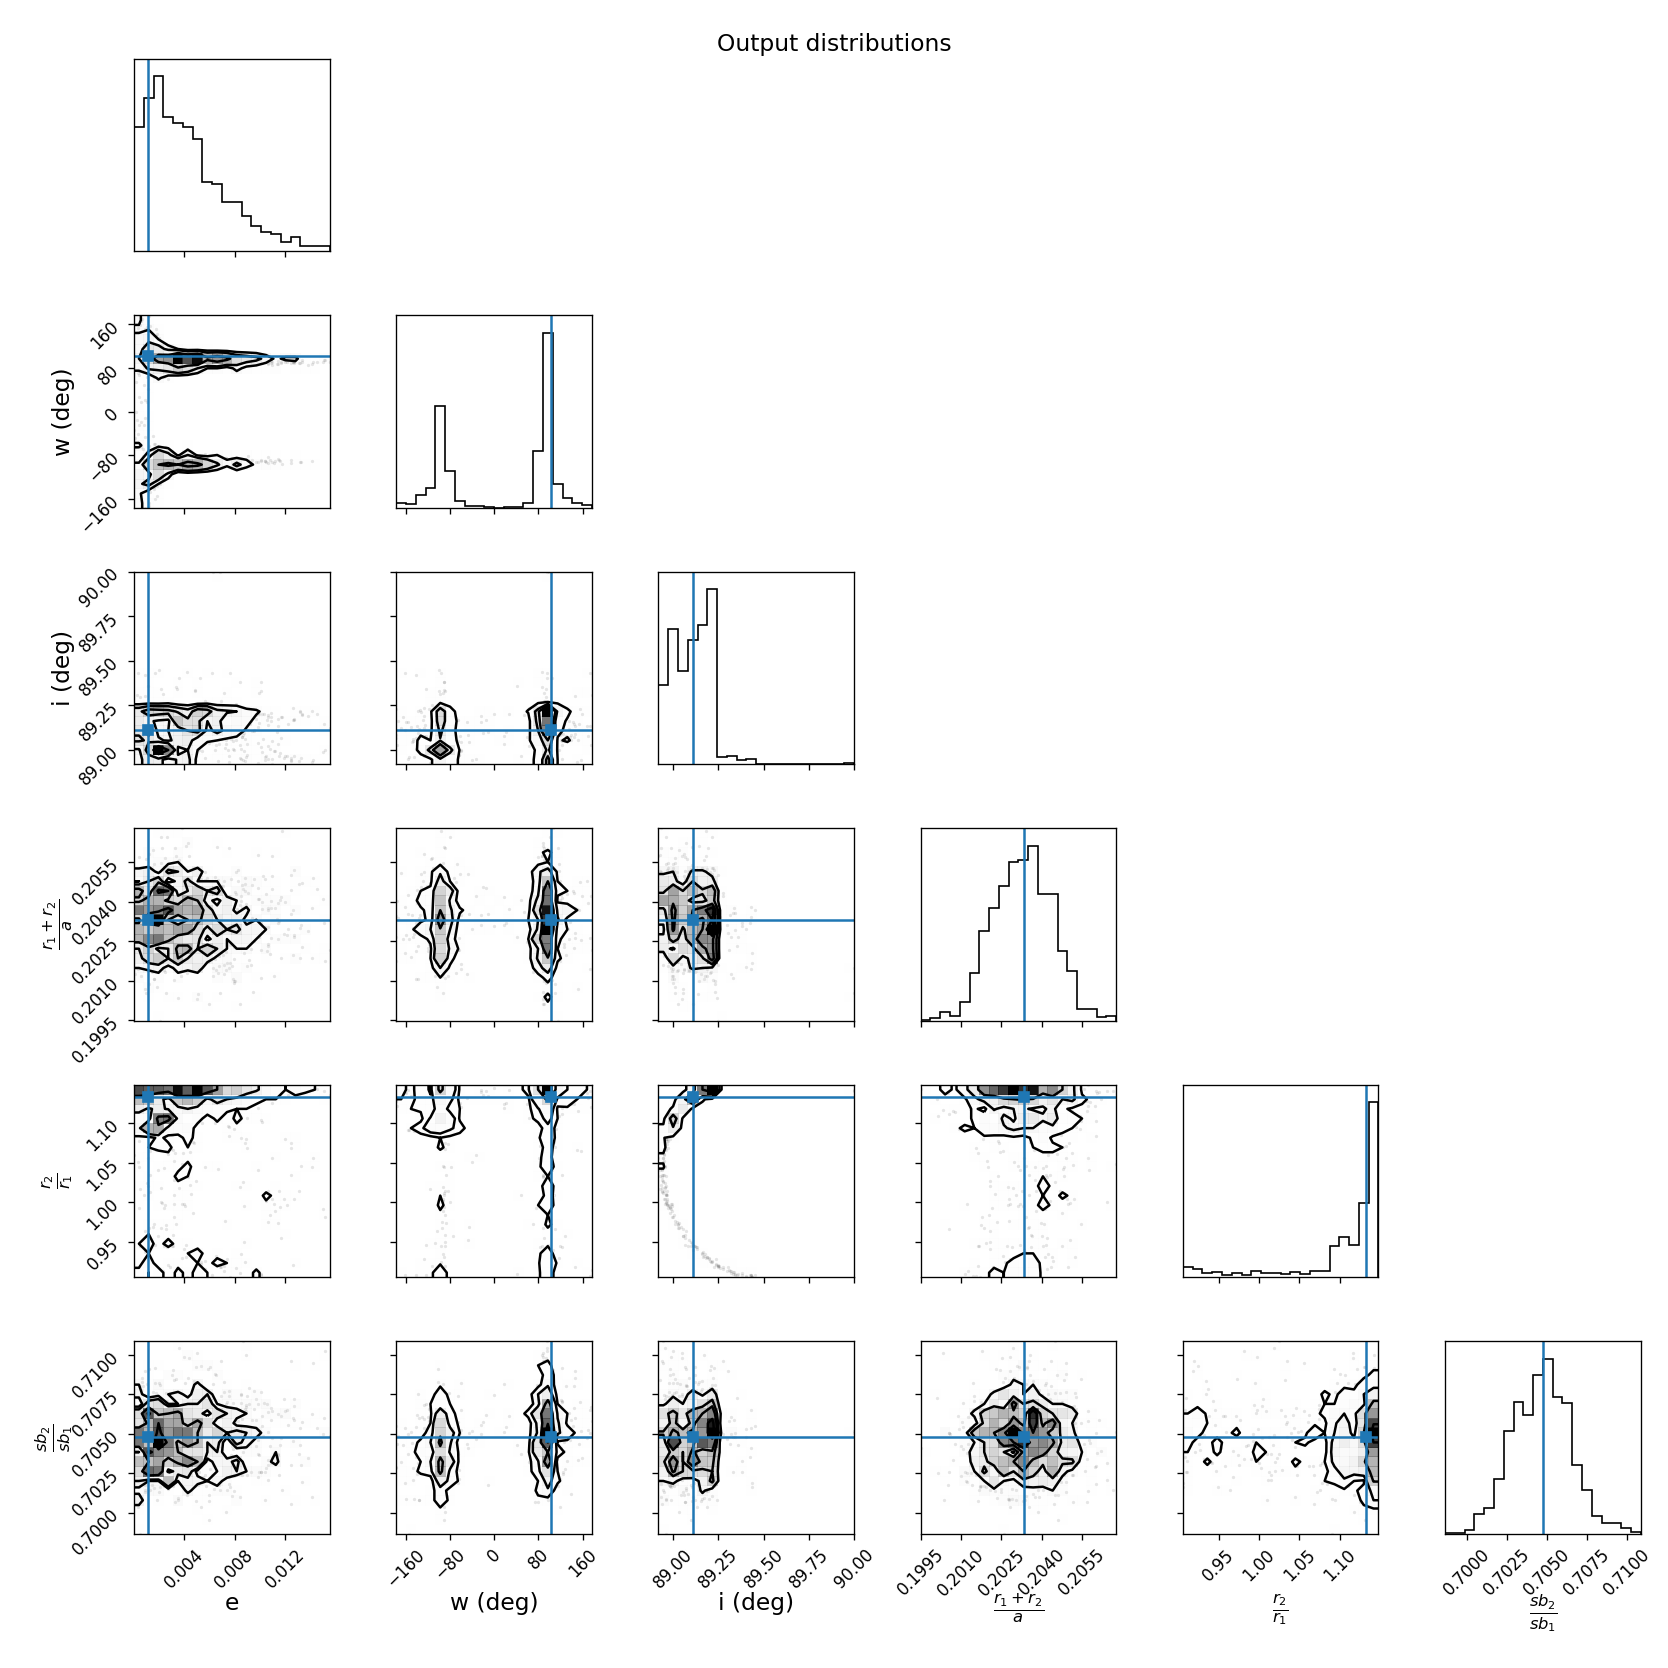 Output distributions
w (deg)
160
80
0
−80
−160
i (deg)
90.00
89.75
89.50
89.25
89.00
r₁ + r₂
a
0.2055
0.2040
0.2025
0.2010
0.1995
r₂
r₁
1.10
1.05
1.00
0.95
sb₂
sb₁
0.7100
0.7075
0.7050
0.7025
0.7000
0.004 0.008 0.012
−160 −80 0 80 160
89.00 89.25 89.50 89.75 90.00
0.1995 0.2010 0.2025 0.2040 0.2055
0.95 1.00 1.05 1.10
0.7000 0.7025 0.7050 0.7075 0.7100
e
w (deg)
i (deg)
r₁ + r₂
a
r₂
r₁
sb₂
sb₁